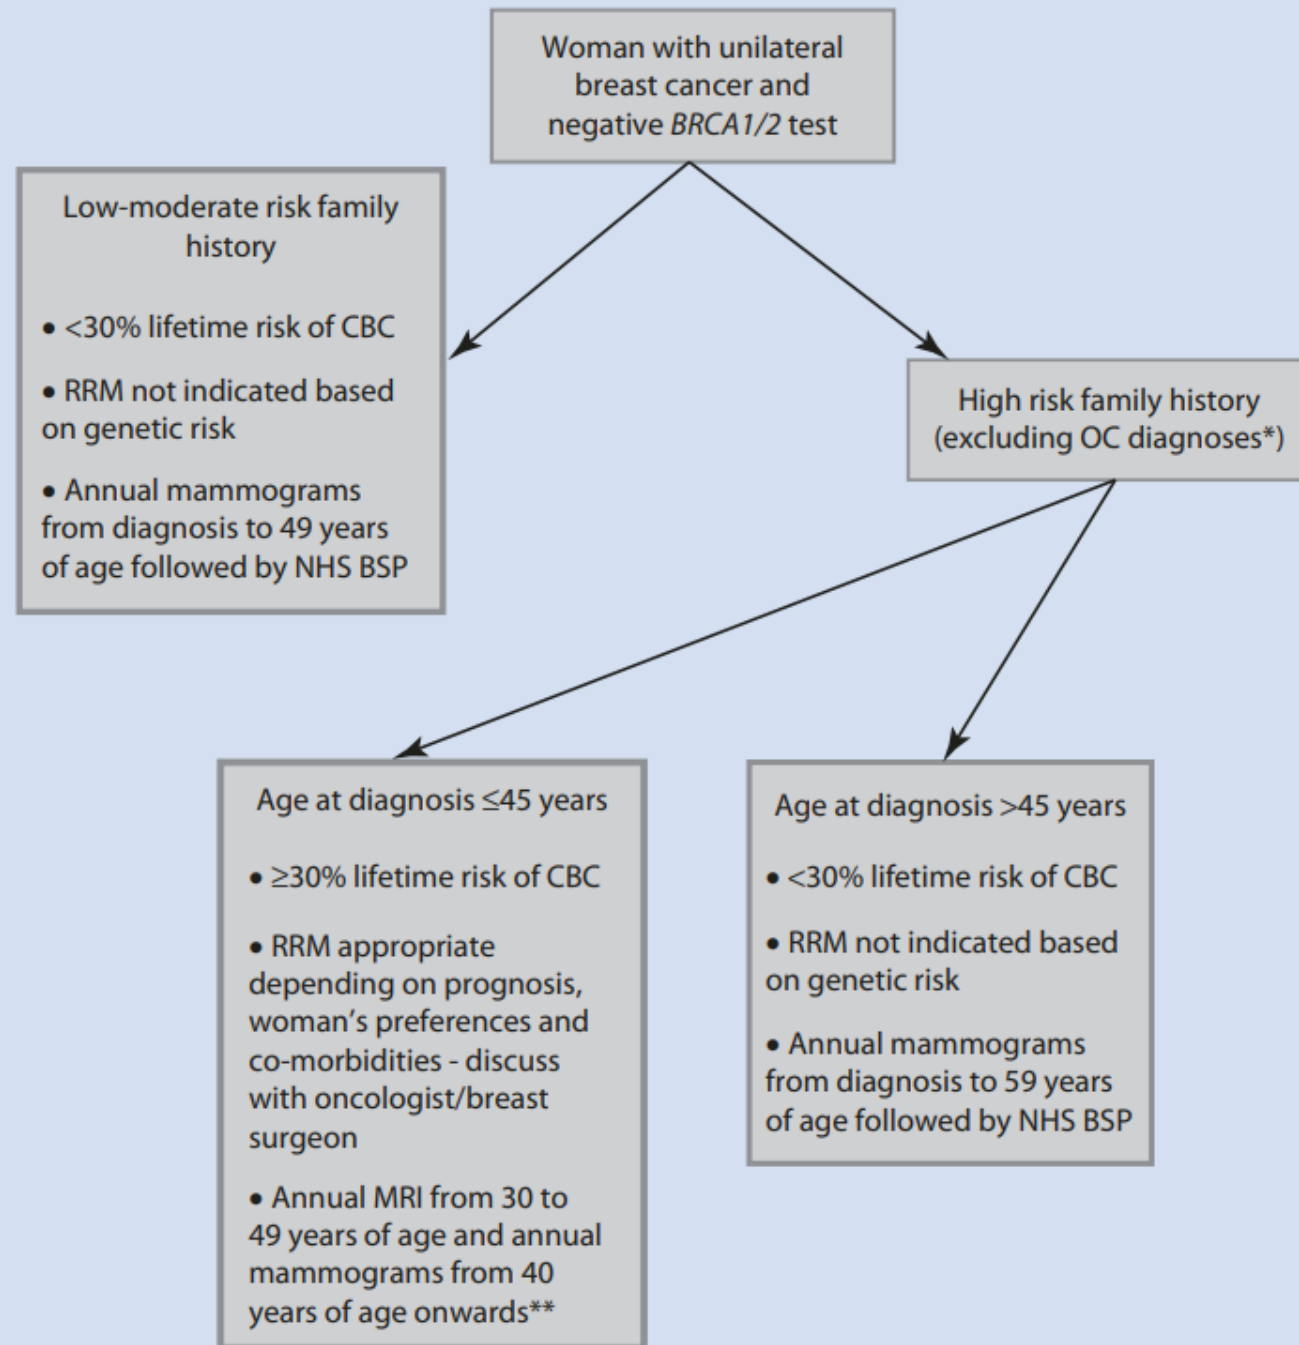 Woman with unilateral
breast cancer and
negative BRCA1/2 test
Low-moderate risk family
history
• <30% lifetime risk of CBC
• RRM not indicated based
on genetic risk
• Annual mammograms
from diagnosis to 49 years
of age followed by NHS BSP
High risk family history
(excluding OC diagnoses*)
Age at diagnosis ≤45 years
• ≥30% lifetime risk of CBC
• RRM appropriate
depending on prognosis,
woman's preferences and
co-morbidities - discuss
with oncologist/breast
surgeon
• Annual MRI from 30 to
49 years of age and annual
mammograms from 40
years of age onwards**
Age at diagnosis >45 years
• <30% lifetime risk of CBC
• RRM not indicated based
on genetic risk
• Annual mammograms
from diagnosis to 59 years
of age followed by NHS BSP